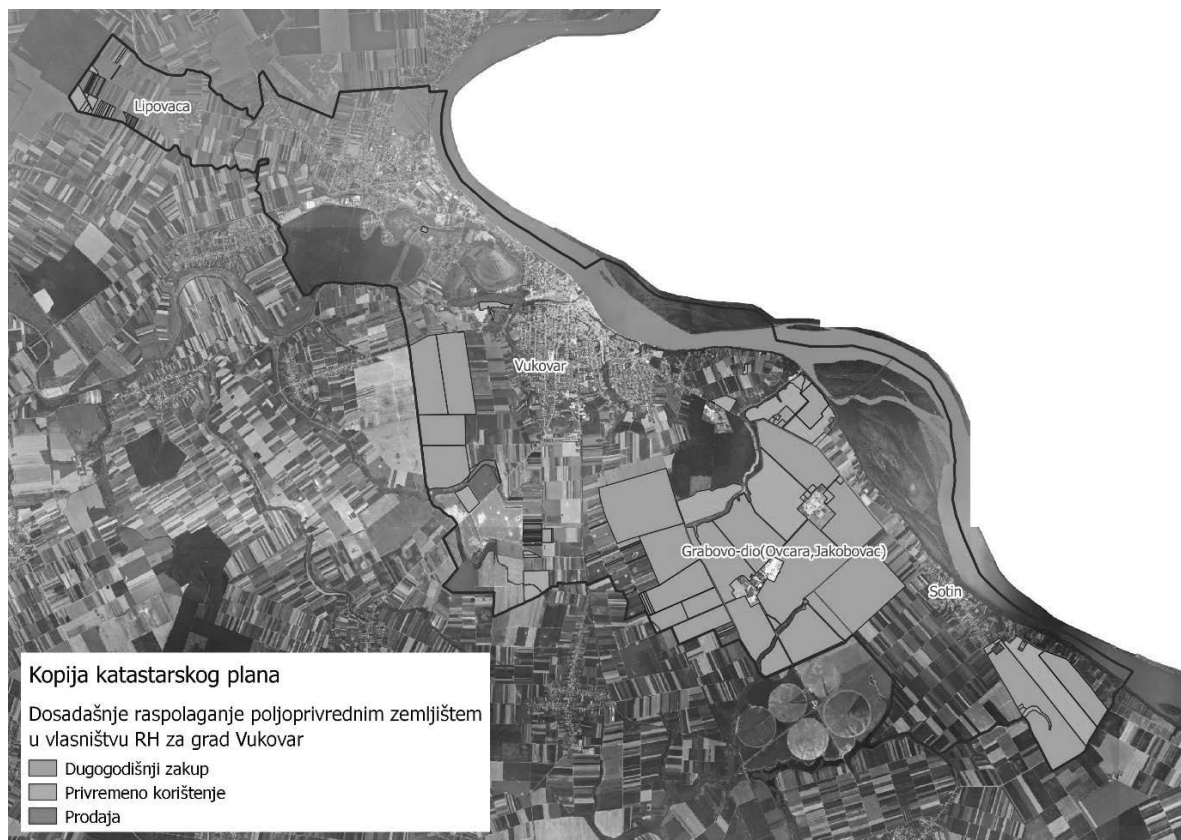 Lipovaca
Vukovar
Grabovo-dio(Ovcara,Jakobovac)
Sotin
Kopija katastarskog plana
Dosadašnje raspolaganje poljoprivrednim zemljištem
u vlasništvu RH za grad Vukovar
Dugogodišnji zakup
Privremeno korištenje
Prodaja